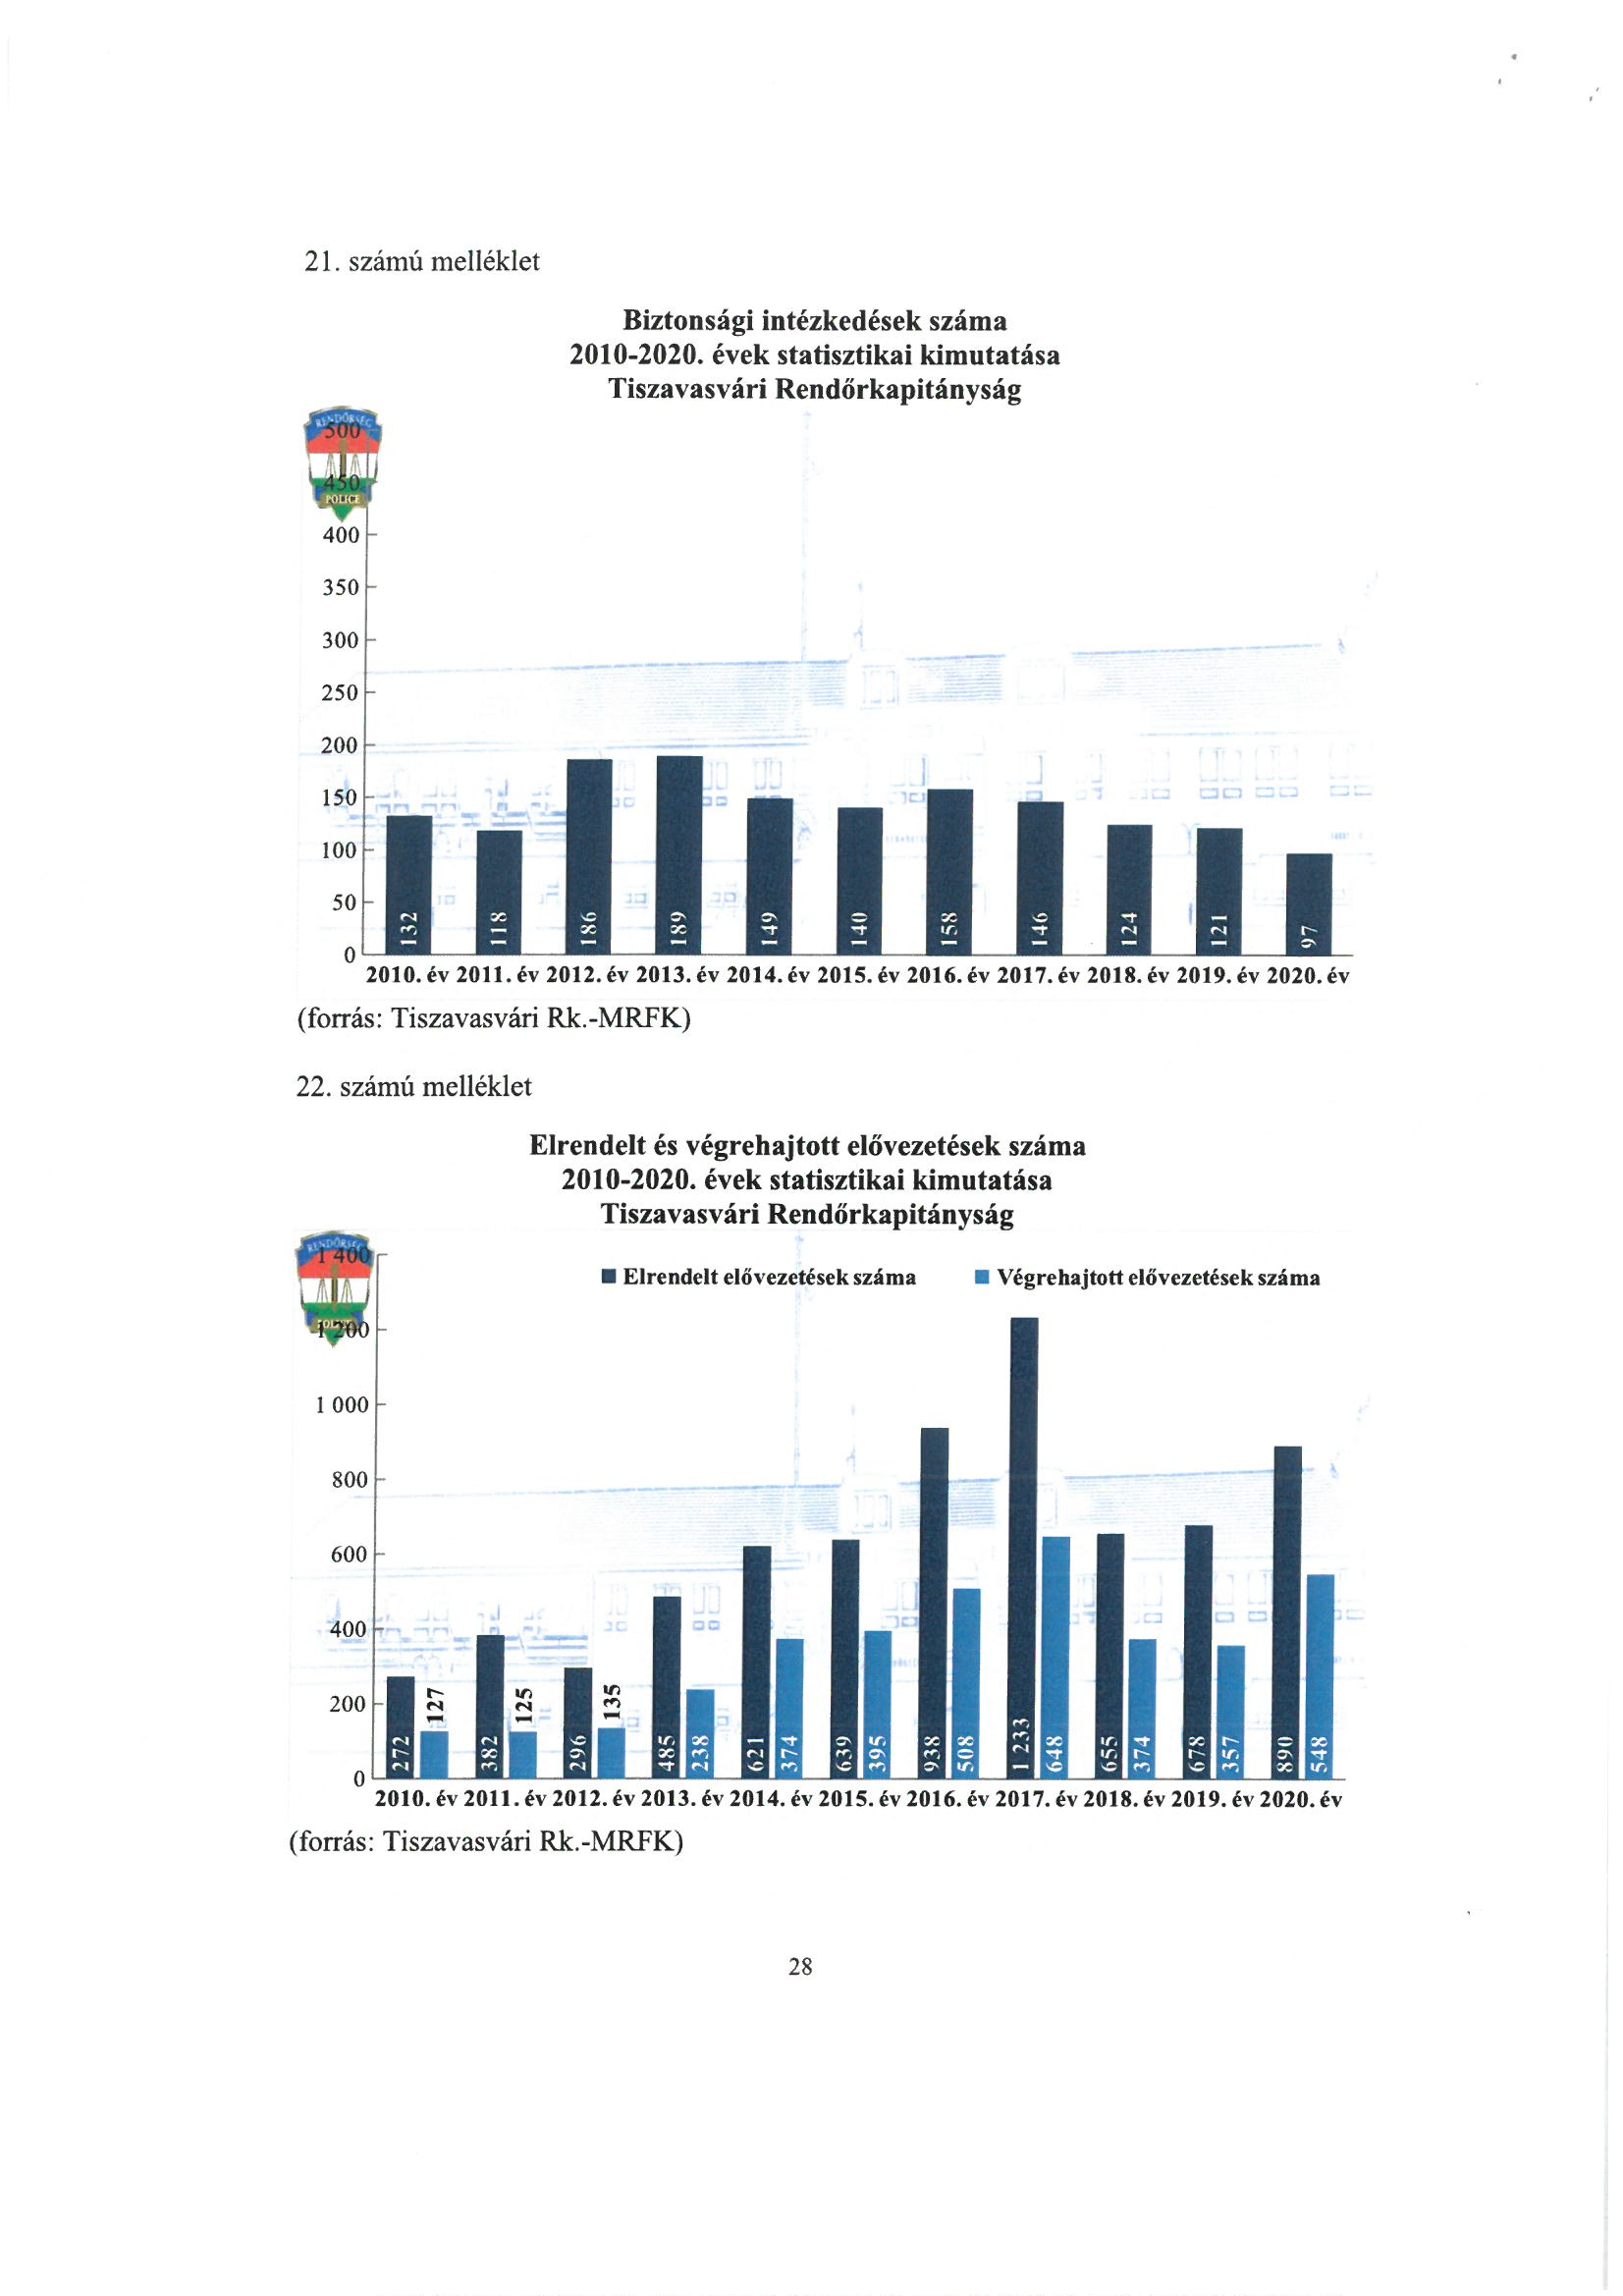 21. számú melléklet
Biztonsági intézkedések száma
2010-2020. évek statisztikai kimutatása
Tiszavasvári Rendőrkapitányság
RENDŐRSÉG
POLICE
500
450
400
350
300
250
200
150
100
50
0
132 118 186 189 149 140 158 146 124 121 97
2010. év 2011. év 2012. év 2013. év 2014. év 2015. év 2016. év 2017. év 2018. év 2019. év 2020. év
(forrás: Tiszavasvári Rk.-MRFK)
22. számú melléklet
Elrendelt és végrehajtott elővezetések száma
2010-2020. évek statisztikai kimutatása
Tiszavasvári Rendőrkapitányság
RENDŐRSÉG
POLICE
Elrendelt elővezetések száma Végrehajtott elővezetések száma
1 400
1 200
1 000
800
600
400
200
0
272 127 382 125 296 135 485 238 621 374 639 395 938 508 1 233 648 655 374 678 357 890 548
2010. év 2011. év 2012. év 2013. év 2014. év 2015. év 2016. év 2017. év 2018. év 2019. év 2020. év
(forrás: Tiszavasvári Rk.-MRFK)
28